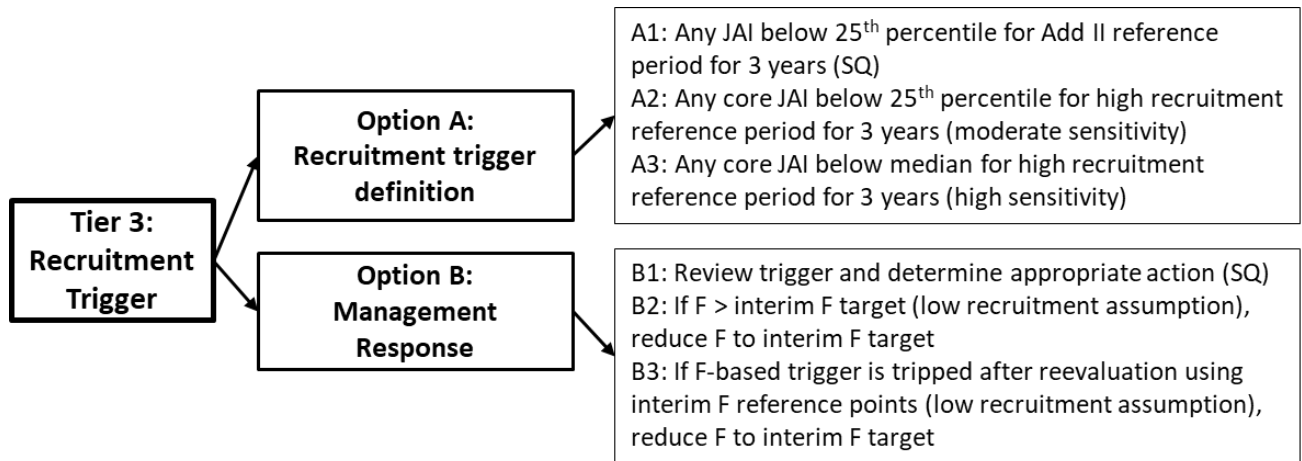 Tier 3:
Recruitment
Trigger
Option A:
Recruitment trigger
definition
A1: Any JAI below 25th percentile for Add II reference
period for 3 years (SQ)
A2: Any core JAI below 25th percentile for high recruitment
reference period for 3 years (moderate sensitivity)
A3: Any core JAI below median for high recruitment
reference period for 3 years (high sensitivity)
Option B:
Management
Response
B1: Review trigger and determine appropriate action (SQ)
B2: If F > interim F target (low recruitment assumption),
reduce F to interim F target
B3: If F-based trigger is tripped after reevaluation using
interim F reference points (low recruitment assumption),
reduce F to interim F target